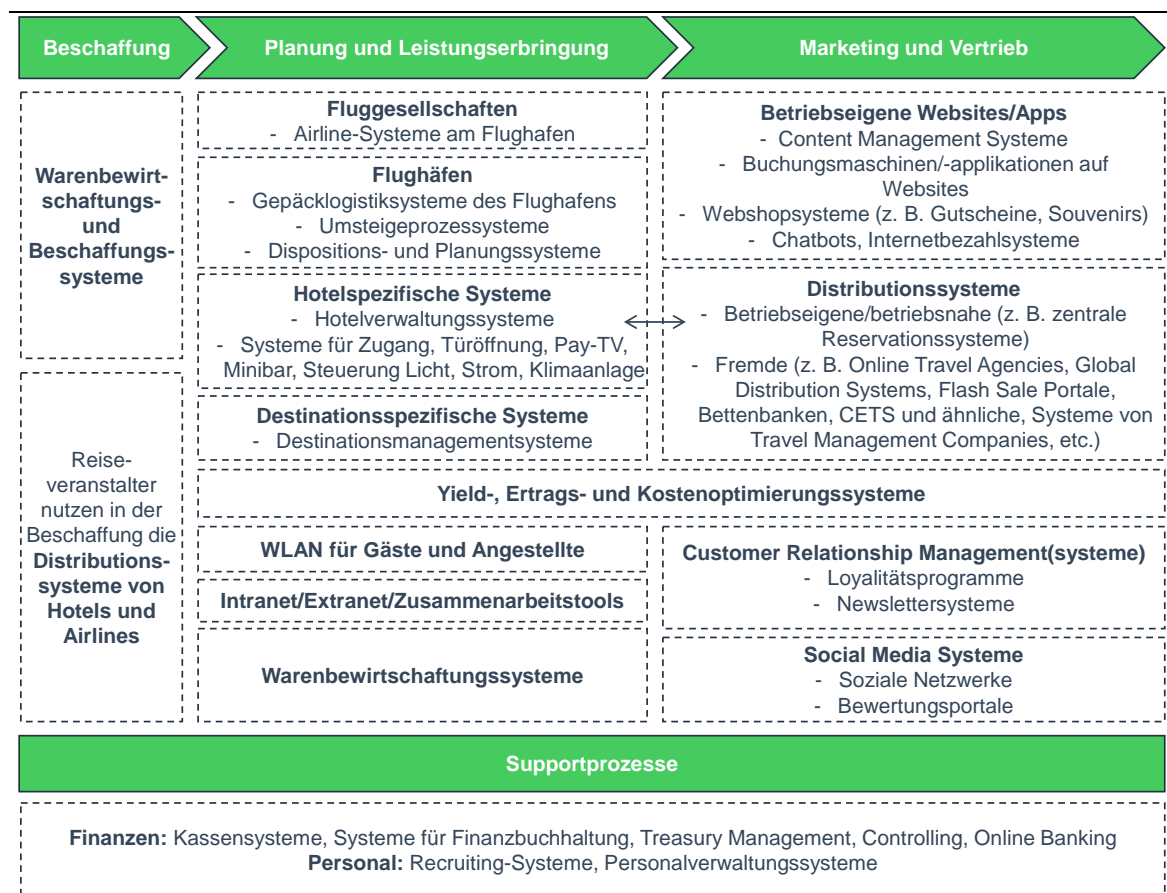 Beschaffung
Planung und Leistungserbringung
Marketing und Vertrieb
Warenbewirt-
schaftungs-
und
Beschaffungs-
systeme
Reise-
veranstalter
nutzen in der
Beschaffung die
Distributions-
systeme von
Hotels und
Airlines
Fluggesellschaften
- Airline-Systeme am Flughafen
Flughäfen
- Gepäcklogistiksysteme des Flughafens
- Umsteigeprozessysteme
- Dispositions- und Planungssysteme
Hotelspezifische Systeme
- Hotelverwaltungssysteme
- Systeme für Zugang, Türöffnung, Pay-TV,
Minibar, Steuerung Licht, Strom, Klimaanlage
Destinationsspezifische Systeme
- Destinationsmanagementsysteme
Betriebseigene Websites/Apps
- Content Management Systeme
- Buchungsmaschinen/-applikationen auf
Websites
- Webshopsysteme (z. B. Gutscheine, Souvenirs)
- Chatbots, Internetbezahlsysteme
Distributionssysteme
- Betriebseigene/betriebsnahe (z. B. zentrale
Reservationssysteme)
- Fremde (z. B. Online Travel Agencies, Global
Distribution Systems, Flash Sale Portale,
Bettenbanken, CETS und ähnliche, Systeme von
Travel Management Companies, etc.)
Yield-, Ertrags- und Kostenoptimierungssysteme
WLAN für Gäste und Angestellte
Intranet/Extranet/Zusammenarbeitstools
Warenbewirtschaftungssysteme
Customer Relationship Management(systeme)
- Loyalitätsprogramme
- Newslettersysteme
Social Media Systeme
- Soziale Netzwerke
- Bewertungsportale
Supportprozesse
Finanzen: Kassensysteme, Systeme für Finanzbuchhaltung, Treasury Management, Controlling, Online Banking
Personal: Recruiting-Systeme, Personalverwaltungssysteme